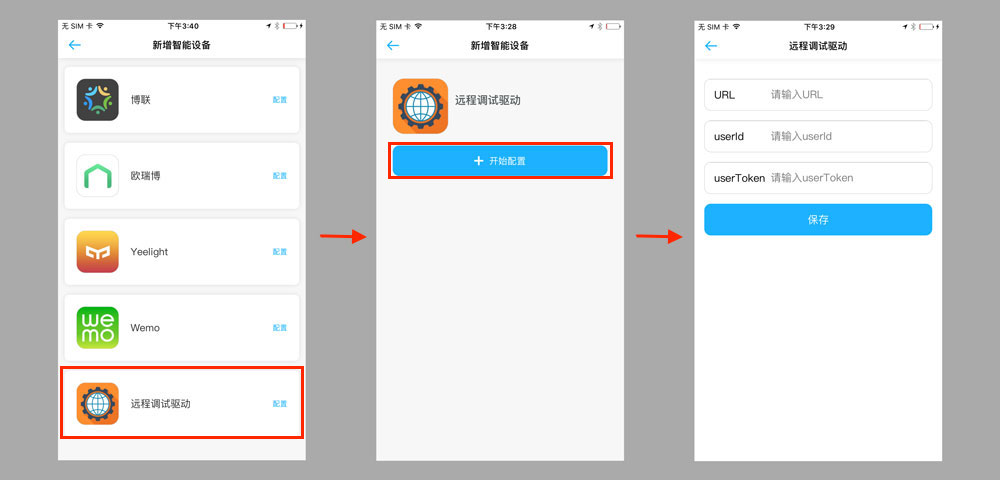 无 SIM 卡 下午3:40
新增智能设备
博联 配置
欧瑞博 配置
Yeelight 配置
we
mo
Wemo 配置
远程调试驱动 配置
无 SIM 卡 下午3:28
新增智能设备
远程调试驱动
+ 开始配置
无 SIM 卡 下午3:29
远程调试驱动
URL 请输入URL
userId 请输入userId
userToken 请输入userToken
保存